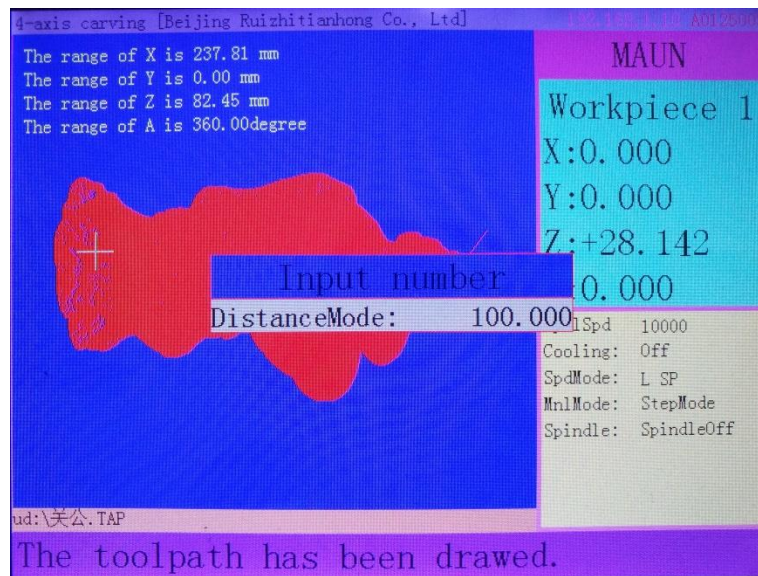 4-axis carving [Beijing Ruizhitianhong Co., Ltd]
The range of X is 237.81 mm
The range of Y is 0.00 mm
The range of Z is 82.45 mm
The range of A is 360.00degree
MAUN
Workpiece 1
X:0.000
Y:0.000
Z:+28.142
:0.000
Input number
DistanceMode: 100.000
lSpd 10000
Cooling: Off
SpdMode: L SP
MnlMode: StepMode
Spindle: SpindleOff
ud:\关公.TAP
The toolpath has been drawed.